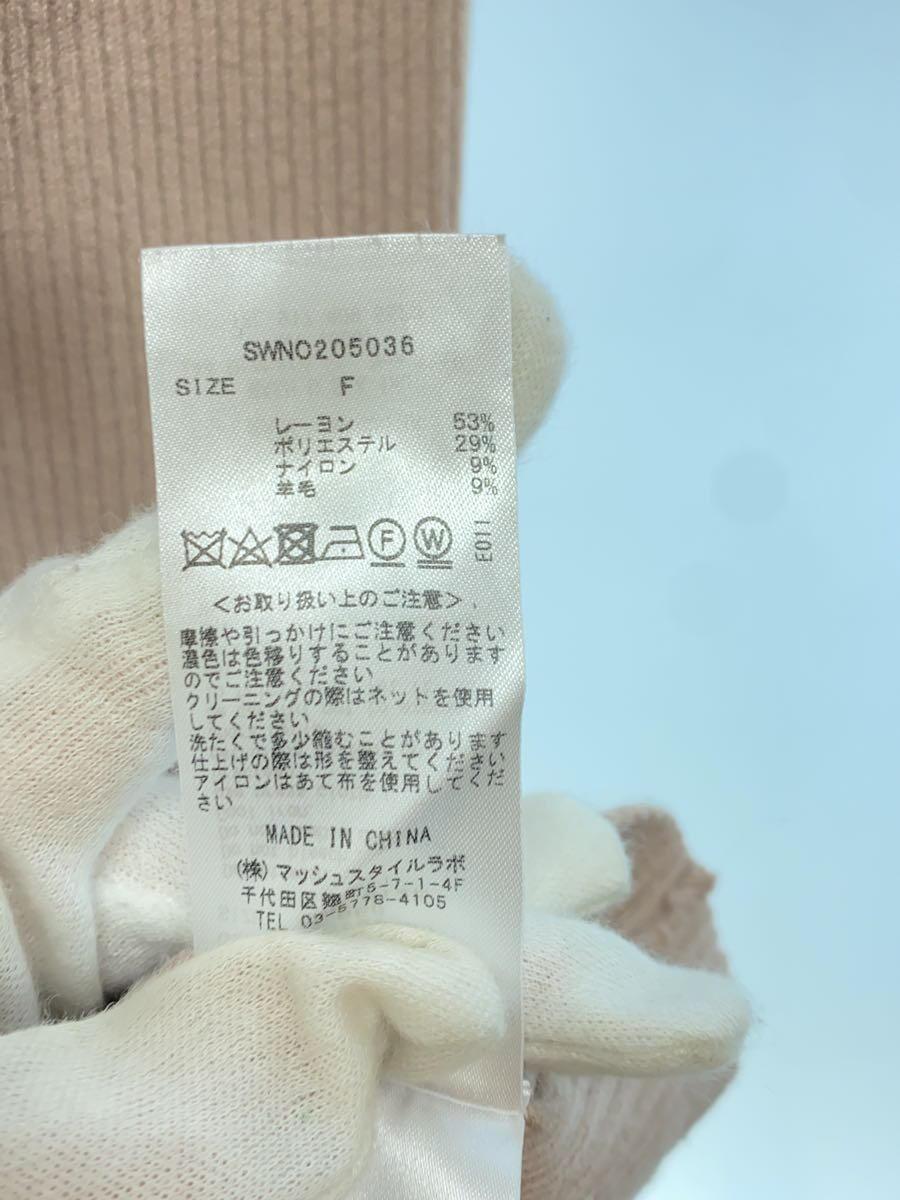 SWNO205036
SIZE F
レーヨン 53%
ポリエステル 29%
ナイロン 9%
羊毛 9%
F W E011
<お取り扱い上のご注意>
摩擦や引っかけにご注意ください
濃色は色移りすることがあります
のでご注意ください
クリーニングの際はネットを使用
してください
洗たくで多少縮むことがあります
仕上げの際は形を整えてください
アイロンはあて布を使用してくだ
さい
MADE IN CHINA
(株)マッシュスタイルラボ
千代田区麹町5-7-1-4F
TEL 03-5778-4105